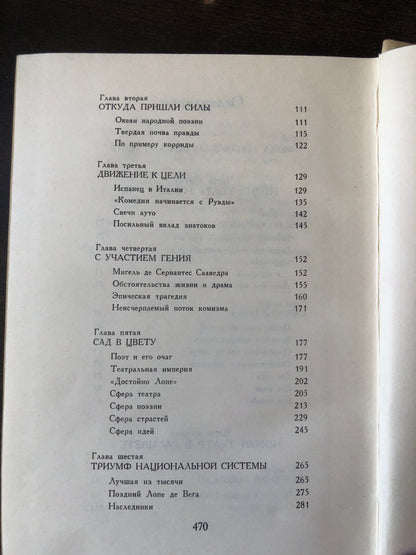 Глава вторая
ОТКУДА ПРИШЛИ СИЛЫ 111
Океан народной поэзии 111
Твердая почва правды 115
По примеру корриды 122
Глава третья
ДВИЖЕНИЕ К ЦЕЛИ 129
Испанец в Италии 129
«Комедия начинается с Руэды» 135
Свечи ауто 142
Посильный вклад знатоков 145
Глава четвертая
С УЧАСТИЕМ ГЕНИЯ 152
Мигель де Сервантес Сааведра 152
Обстоятельства жизни и драма 155
Эпическая трагедия 160
Неисчерпаемый поток комизма 171
Глава пятая
САД В ЦВЕТУ 177
Поэт и его очаг 177
Театральная империя 191
«Достойно Лопе» 202
Сфера театра 205
Сфера поэзии 213
Сфера страстей 229
Сфера идей 245
Глава шестая
ТРИУМФ НАЦИОНАЛЬНОЙ СИСТЕМЫ 265
Лучшая из тысячи 265
Поздний Лопе де Вега 275
Наследники 281
470